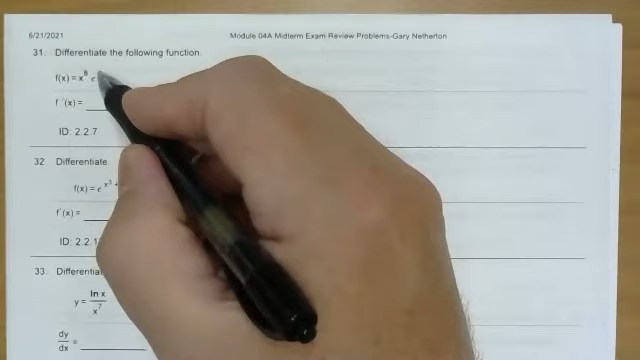 6/21/2021 Module 04A Midterm Exam Review Problems-Gary Netherton
31. Differentiate the following function.
f(x) = x⁸ e
f ′(x) =
ID: 2.2.7
32 Differentiate.
f(x) = e^x³ +
f′(x) =
ID: 2.2.1
33. Differentia
y = ln x / x⁷
dy/dx =